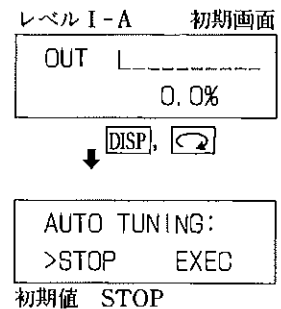 レベルI-A 初期画面
OUT
0.0%
DISP,
AUTO TUNING:
>STOP EXEC
初期値 STOP